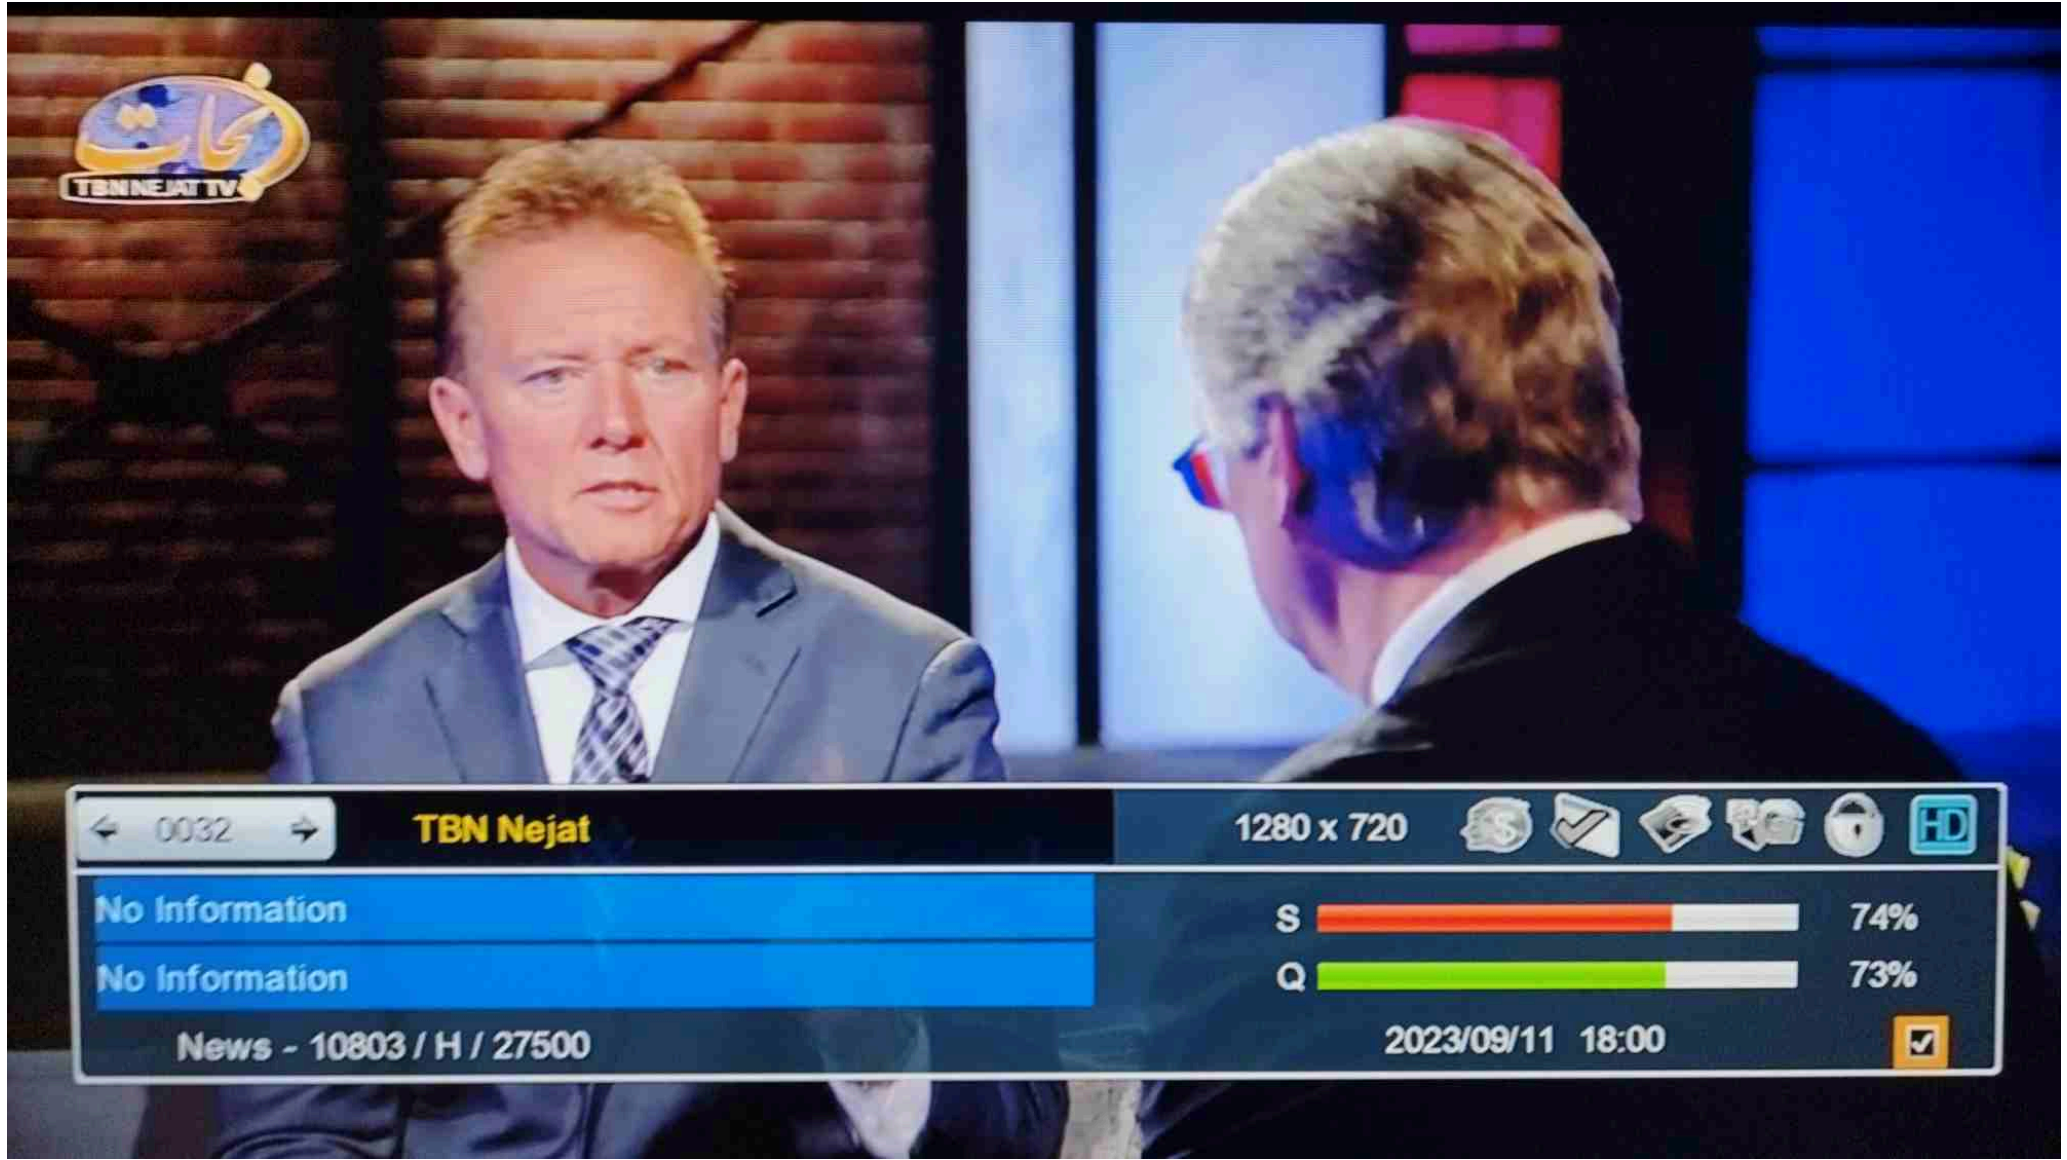 نجات
TBN NEJAT TV
0032
TBN Nejat
1280 x 720
$
HD
No Information
No Information
S
74%
Q
73%
News - 10803 / H / 27500
2023/09/11 18:00